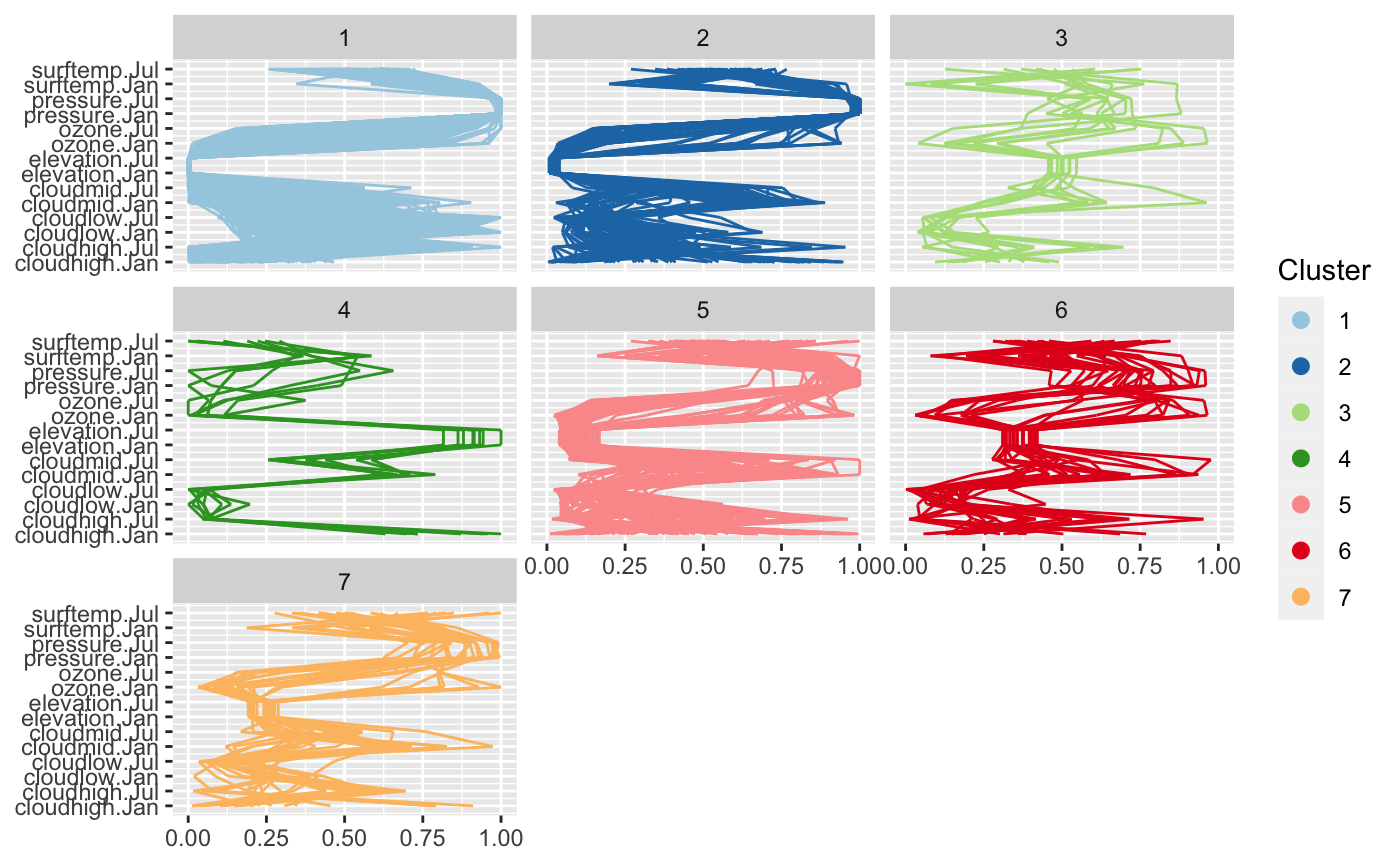 1
2
3
surftemp.Jul
surftemp.Jan
pressure.Jul
pressure.Jan
ozone.Jul
ozone.Jan
elevation.Jul
elevation.Jan
cloudmid.Jul
cloudmid.Jan
cloudlow.Jul
cloudlow.Jan
cloudhigh.Jul
cloudhigh.Jan
4
5
6
surftemp.Jul
surftemp.Jan
pressure.Jul
pressure.Jan
ozone.Jul
ozone.Jan
elevation.Jul
elevation.Jan
cloudmid.Jul
cloudmid.Jan
cloudlow.Jul
cloudlow.Jan
cloudhigh.Jul
cloudhigh.Jan
0.00 0.25 0.50 0.75 1.00
0.00 0.25 0.50 0.75 1.00
7
surftemp.Jul
surftemp.Jan
pressure.Jul
pressure.Jan
ozone.Jul
ozone.Jan
elevation.Jul
elevation.Jan
cloudmid.Jul
cloudmid.Jan
cloudlow.Jul
cloudlow.Jan
cloudhigh.Jul
cloudhigh.Jan
0.00 0.25 0.50 0.75 1.00
Cluster
1
2
3
4
5
6
7